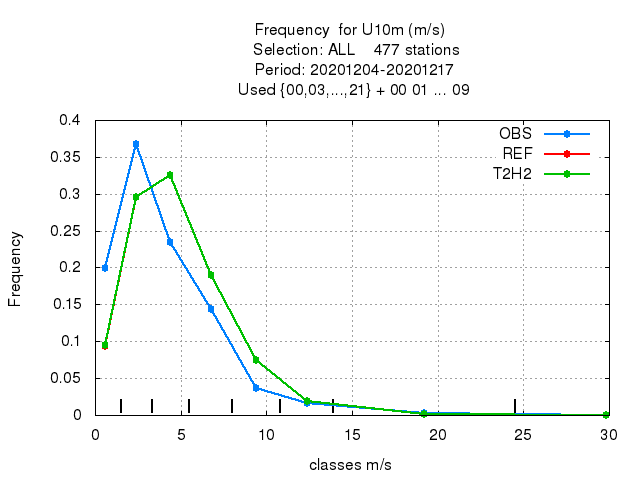 Frequency  for U10m (m/s)
Selection: ALL    477 stations
Period: 20201204-20201217
Used {00,03,...,21} + 00 01 ... 09
OBS
REF
T2H2
0.4
0.35
0.3
0.25
0.2
0.15
0.1
0.05
0
Frequency
0 5 10 15 20 25 30
classes m/s